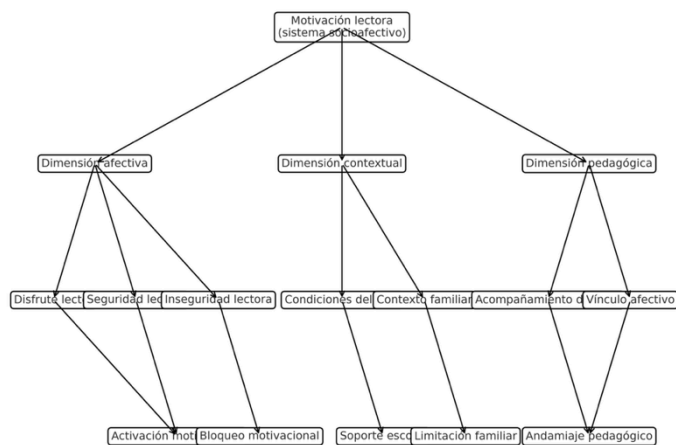 Motivación lectora
(sistema socioafectivo)
Dimensión afectiva
Dimensión contextual
Dimensión pedagógica
Disfrute
Seguridad
Inseguridad lectora
Condiciones del
Contexto familiar
Acompañamiento
Vínculo afectivo
Activación
Bloqueo motivacional
Soporte
Limitación familiar
Andamiaje pedagógico